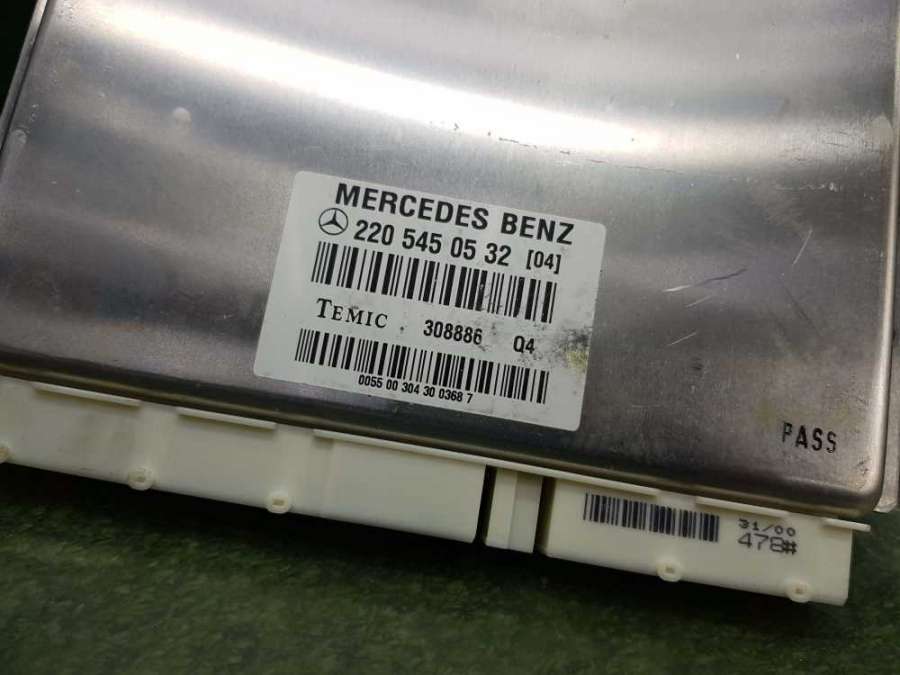 MERCEDES BENZ
220 545 05 32 [04]
TEMIC 308886 Q4
0055 00 304 30 0368 7
PASS
31/00
478#